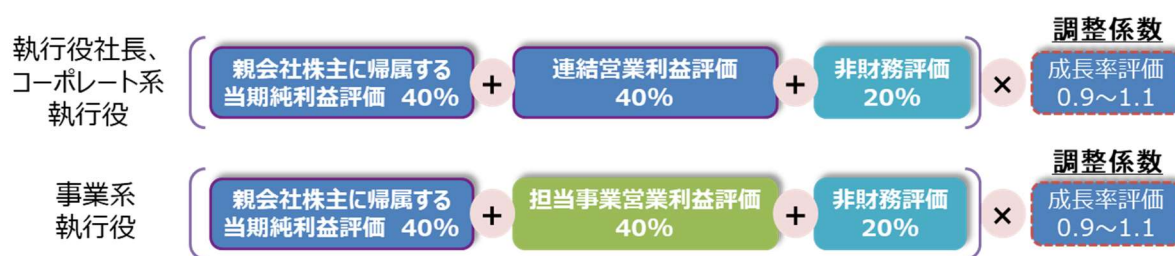 執行役社長、
コーポレート系
執行役
親会社株主に帰属する
当期純利益評価 40%
+
連結営業利益評価
40%
+
非財務評価
20%
×
調整係数
成長率評価
0.9～1.1
事業系
執行役
親会社株主に帰属する
当期純利益評価 40%
+
担当事業営業利益評価
40%
+
非財務評価
20%
×
調整係数
成長率評価
0.9～1.1